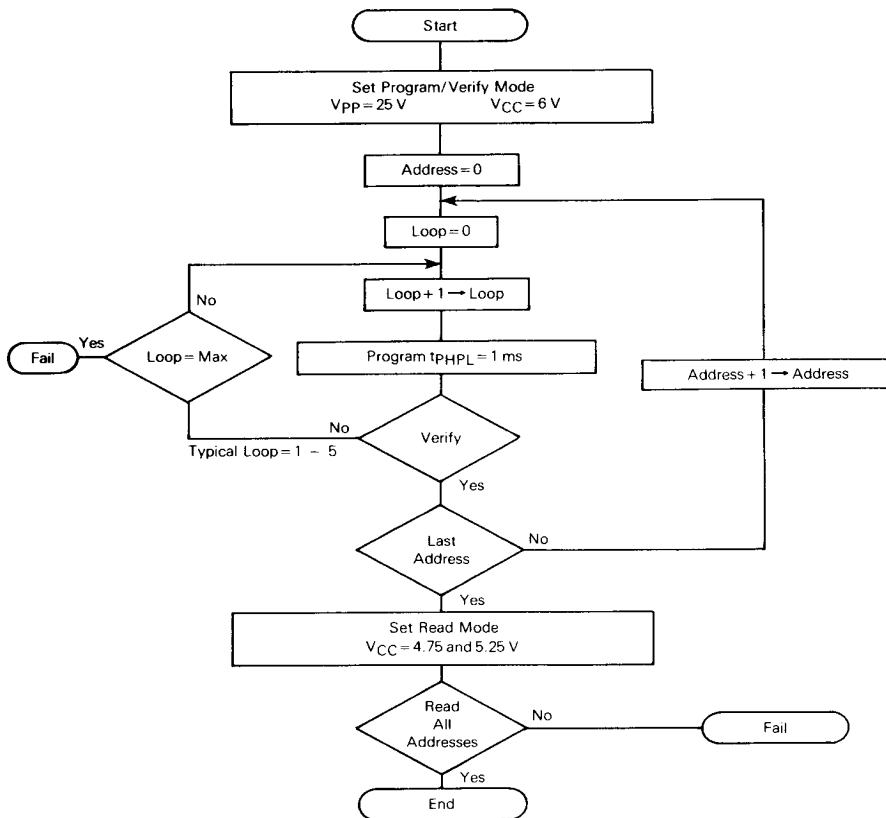 Start
Set Program/Verify Mode
VPP = 25 V VCC = 6 V
Address = 0
Loop = 0
Loop + 1 → Loop
No
Yes
Fail
Loop = Max
Program tPHPL = 1 ms
Address + 1 → Address
No
Verify
Typical Loop = 1 – 5
Yes
Last
Address
No
Yes
Set Read Mode
VCC = 4.75 and 5.25 V
Read
All
Addresses
No
Fail
Yes
End